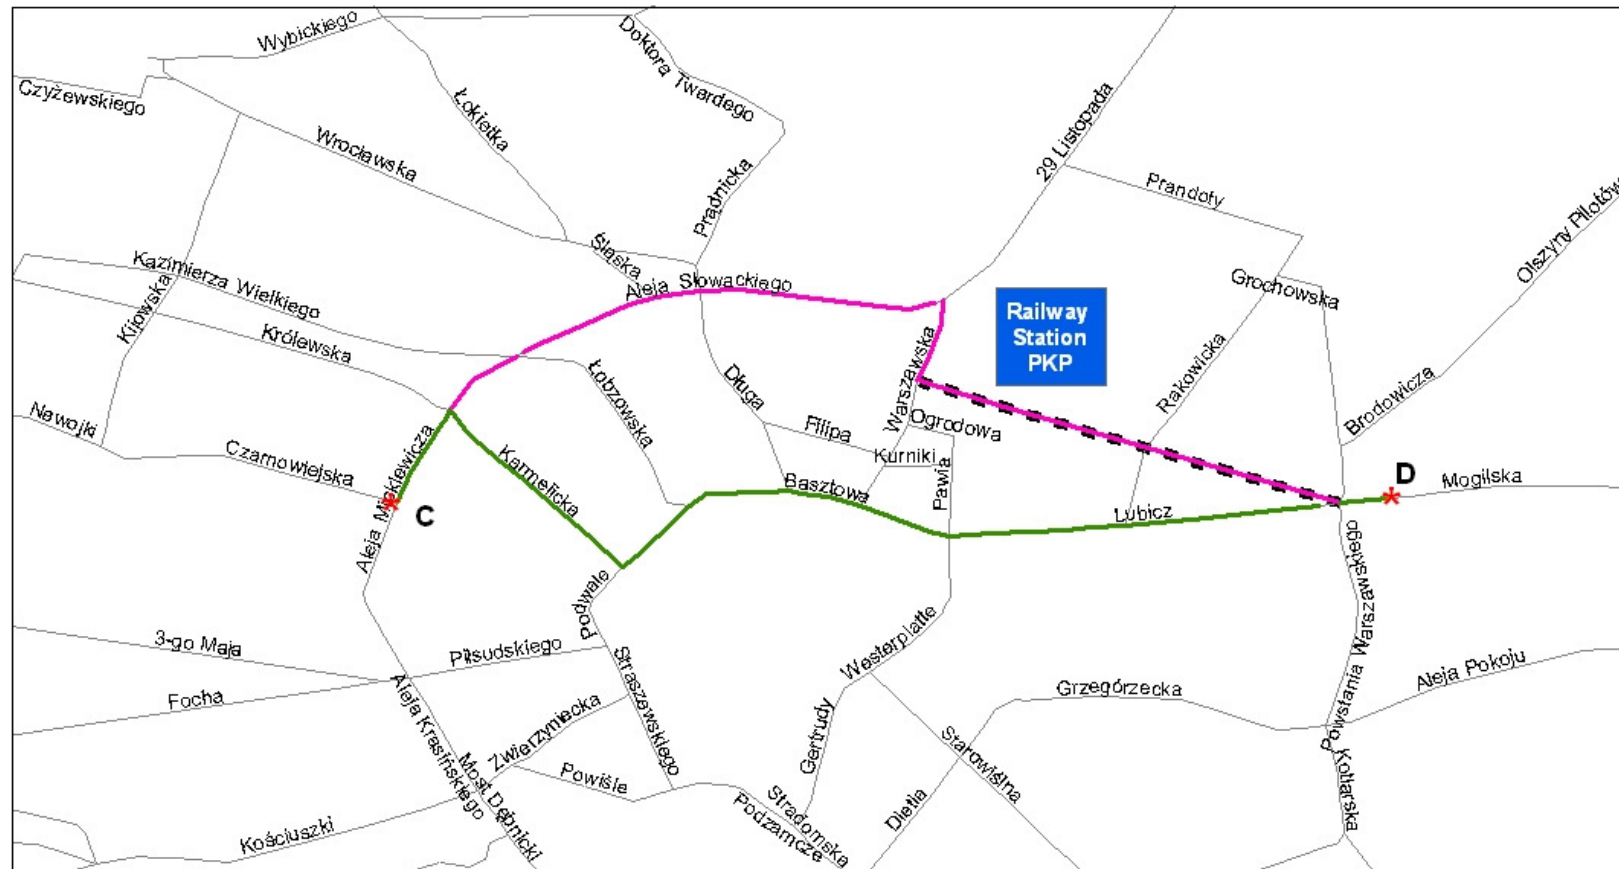 Wybickiego
Doktora Twardego
Czyżewskiego
Łokietka
29 Listopada
Wrocławska
Prądnicka
Prandoty
Olszyny Pilotów
Śląska
Kazimierza Wielkiego
Aleja Słowackiego
Grochowska
Kijowska
Królewska
Railway
Station
PKP
Warszawska
Rakowicka
Łobzowska
Długa
Brodowicza
Nawojki
Filipa
Ogrodowa
Czarnowiejska
Aleja Mickiewicza
Karmelicka
Kurniki
Pawia
Basztowa
D
Mogilska
C
Lubicz
Podwale
Powstania Warszawskiego
3-go Maja
Piłsudskiego
Westerplatte
Straszewskiego
Aleja Pokoju
Grzegórzecka
Focha
Aleja Krasińskiego
Zwierzyniecka
Gertrudy
Starowiślna
Most Dębnicki
Powiśle
Kotlarska
Dietla
Stradomska
Podzamcze
Kościuszki